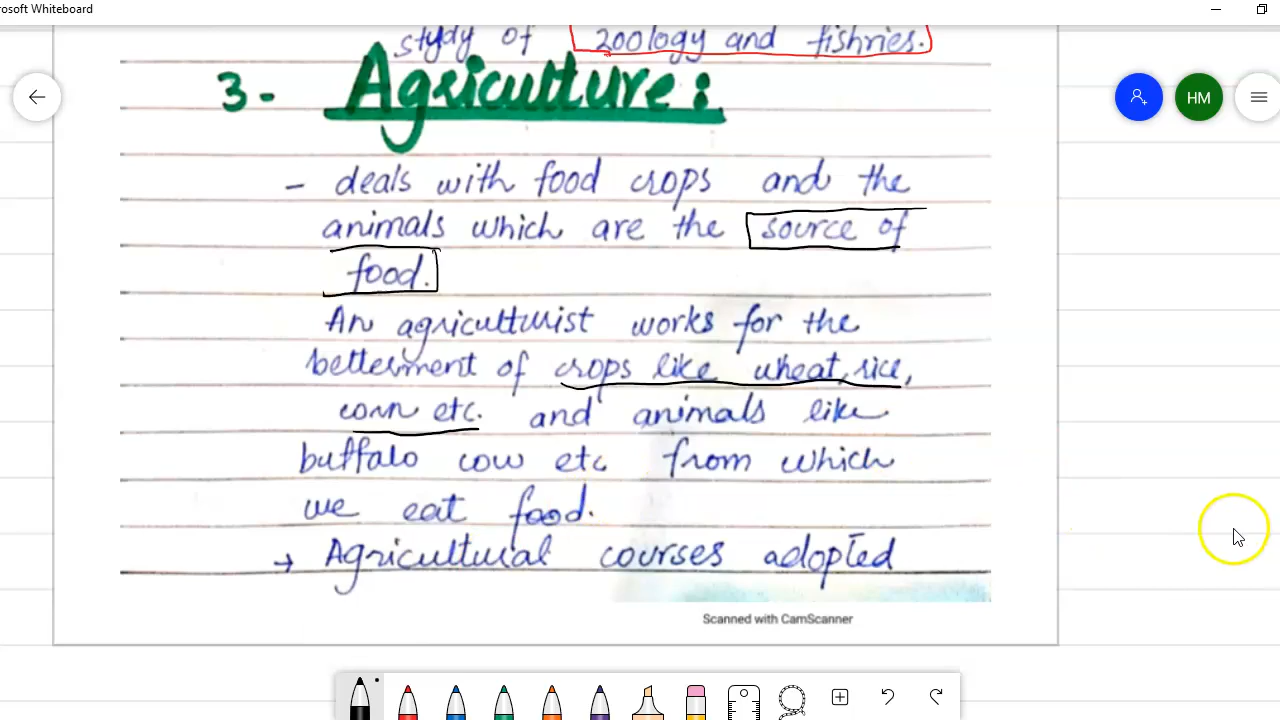 rosoft Whiteboard
study of zoology and fishries.
3. Agriculture:
HM
- deals with food crops and the
animals which are the source of
food.
An agriculturist works for the
betterment of crops like wheat, rice,
corn etc. and animals like
buffalo cow etc from which
we eat food.
→ Agricultural courses adopted
Scanned with CamScanner